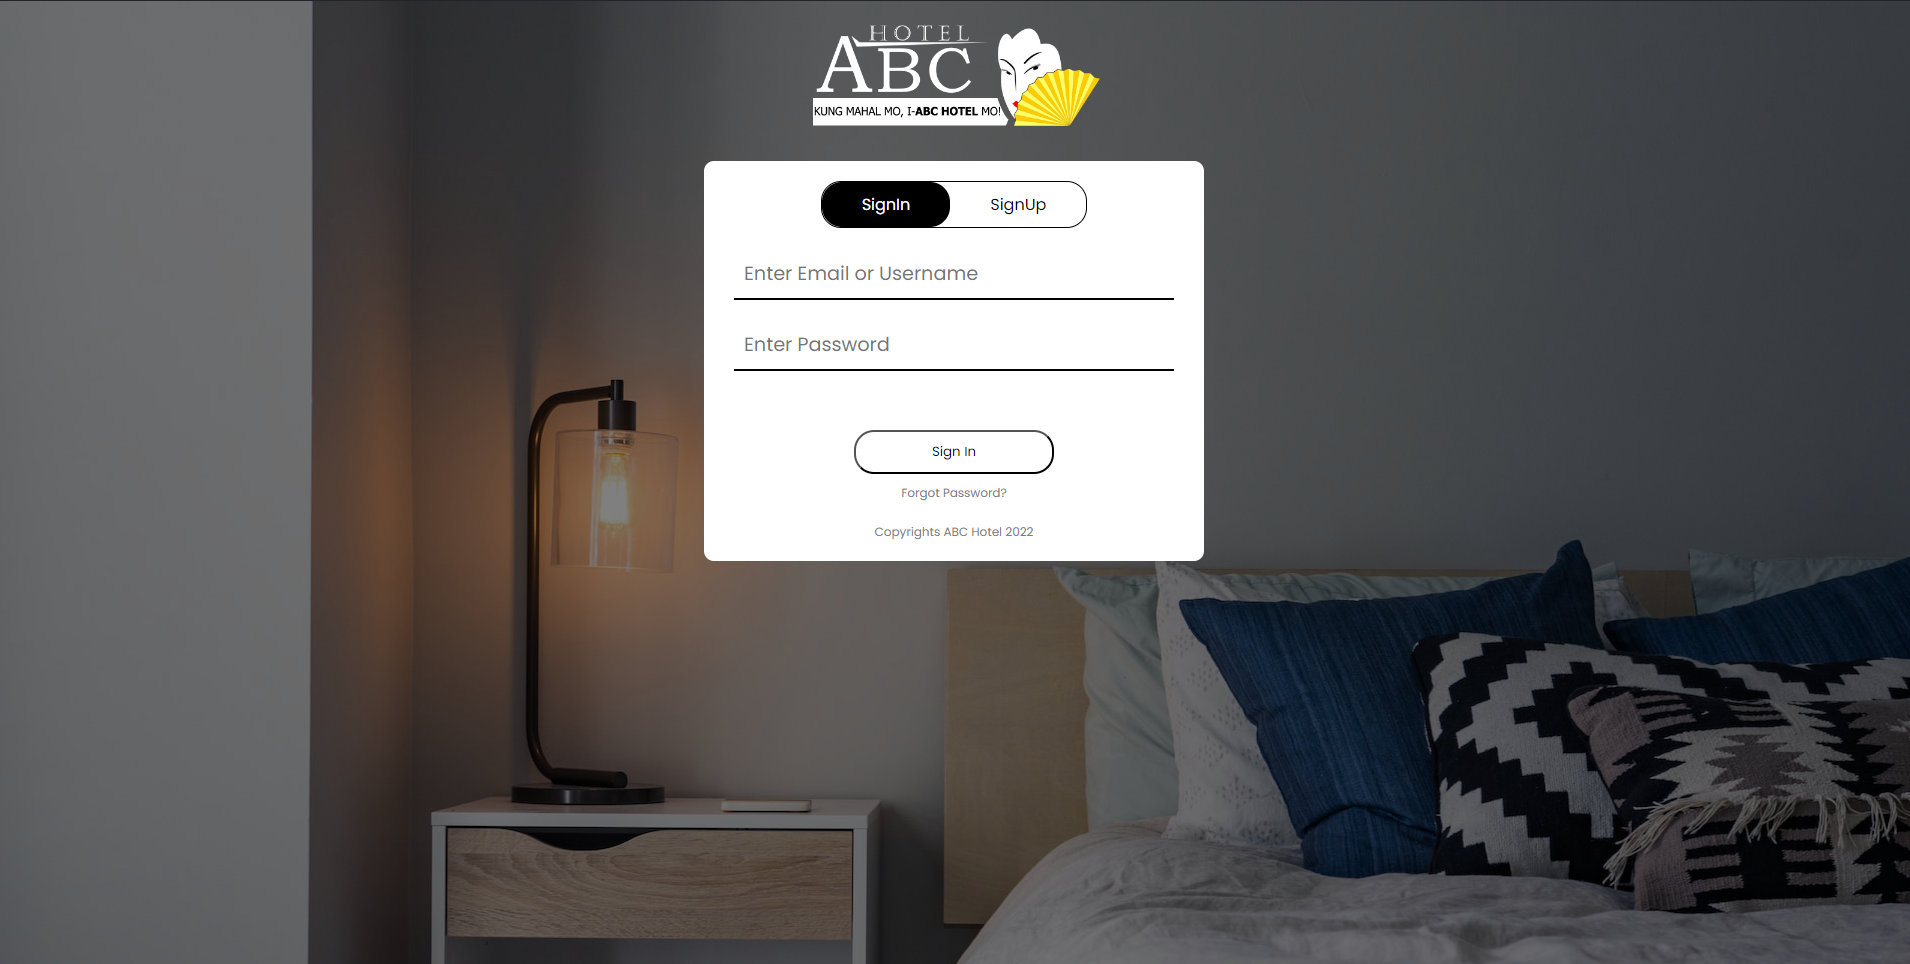 HOTEL
ABC
KUNG MAHAL MO, I-ABC HOTEL MO!
SignIn
SignUp
Enter Email or Username
Enter Password
Sign In
Forgot Password?
Copyrights ABC Hotel 2022